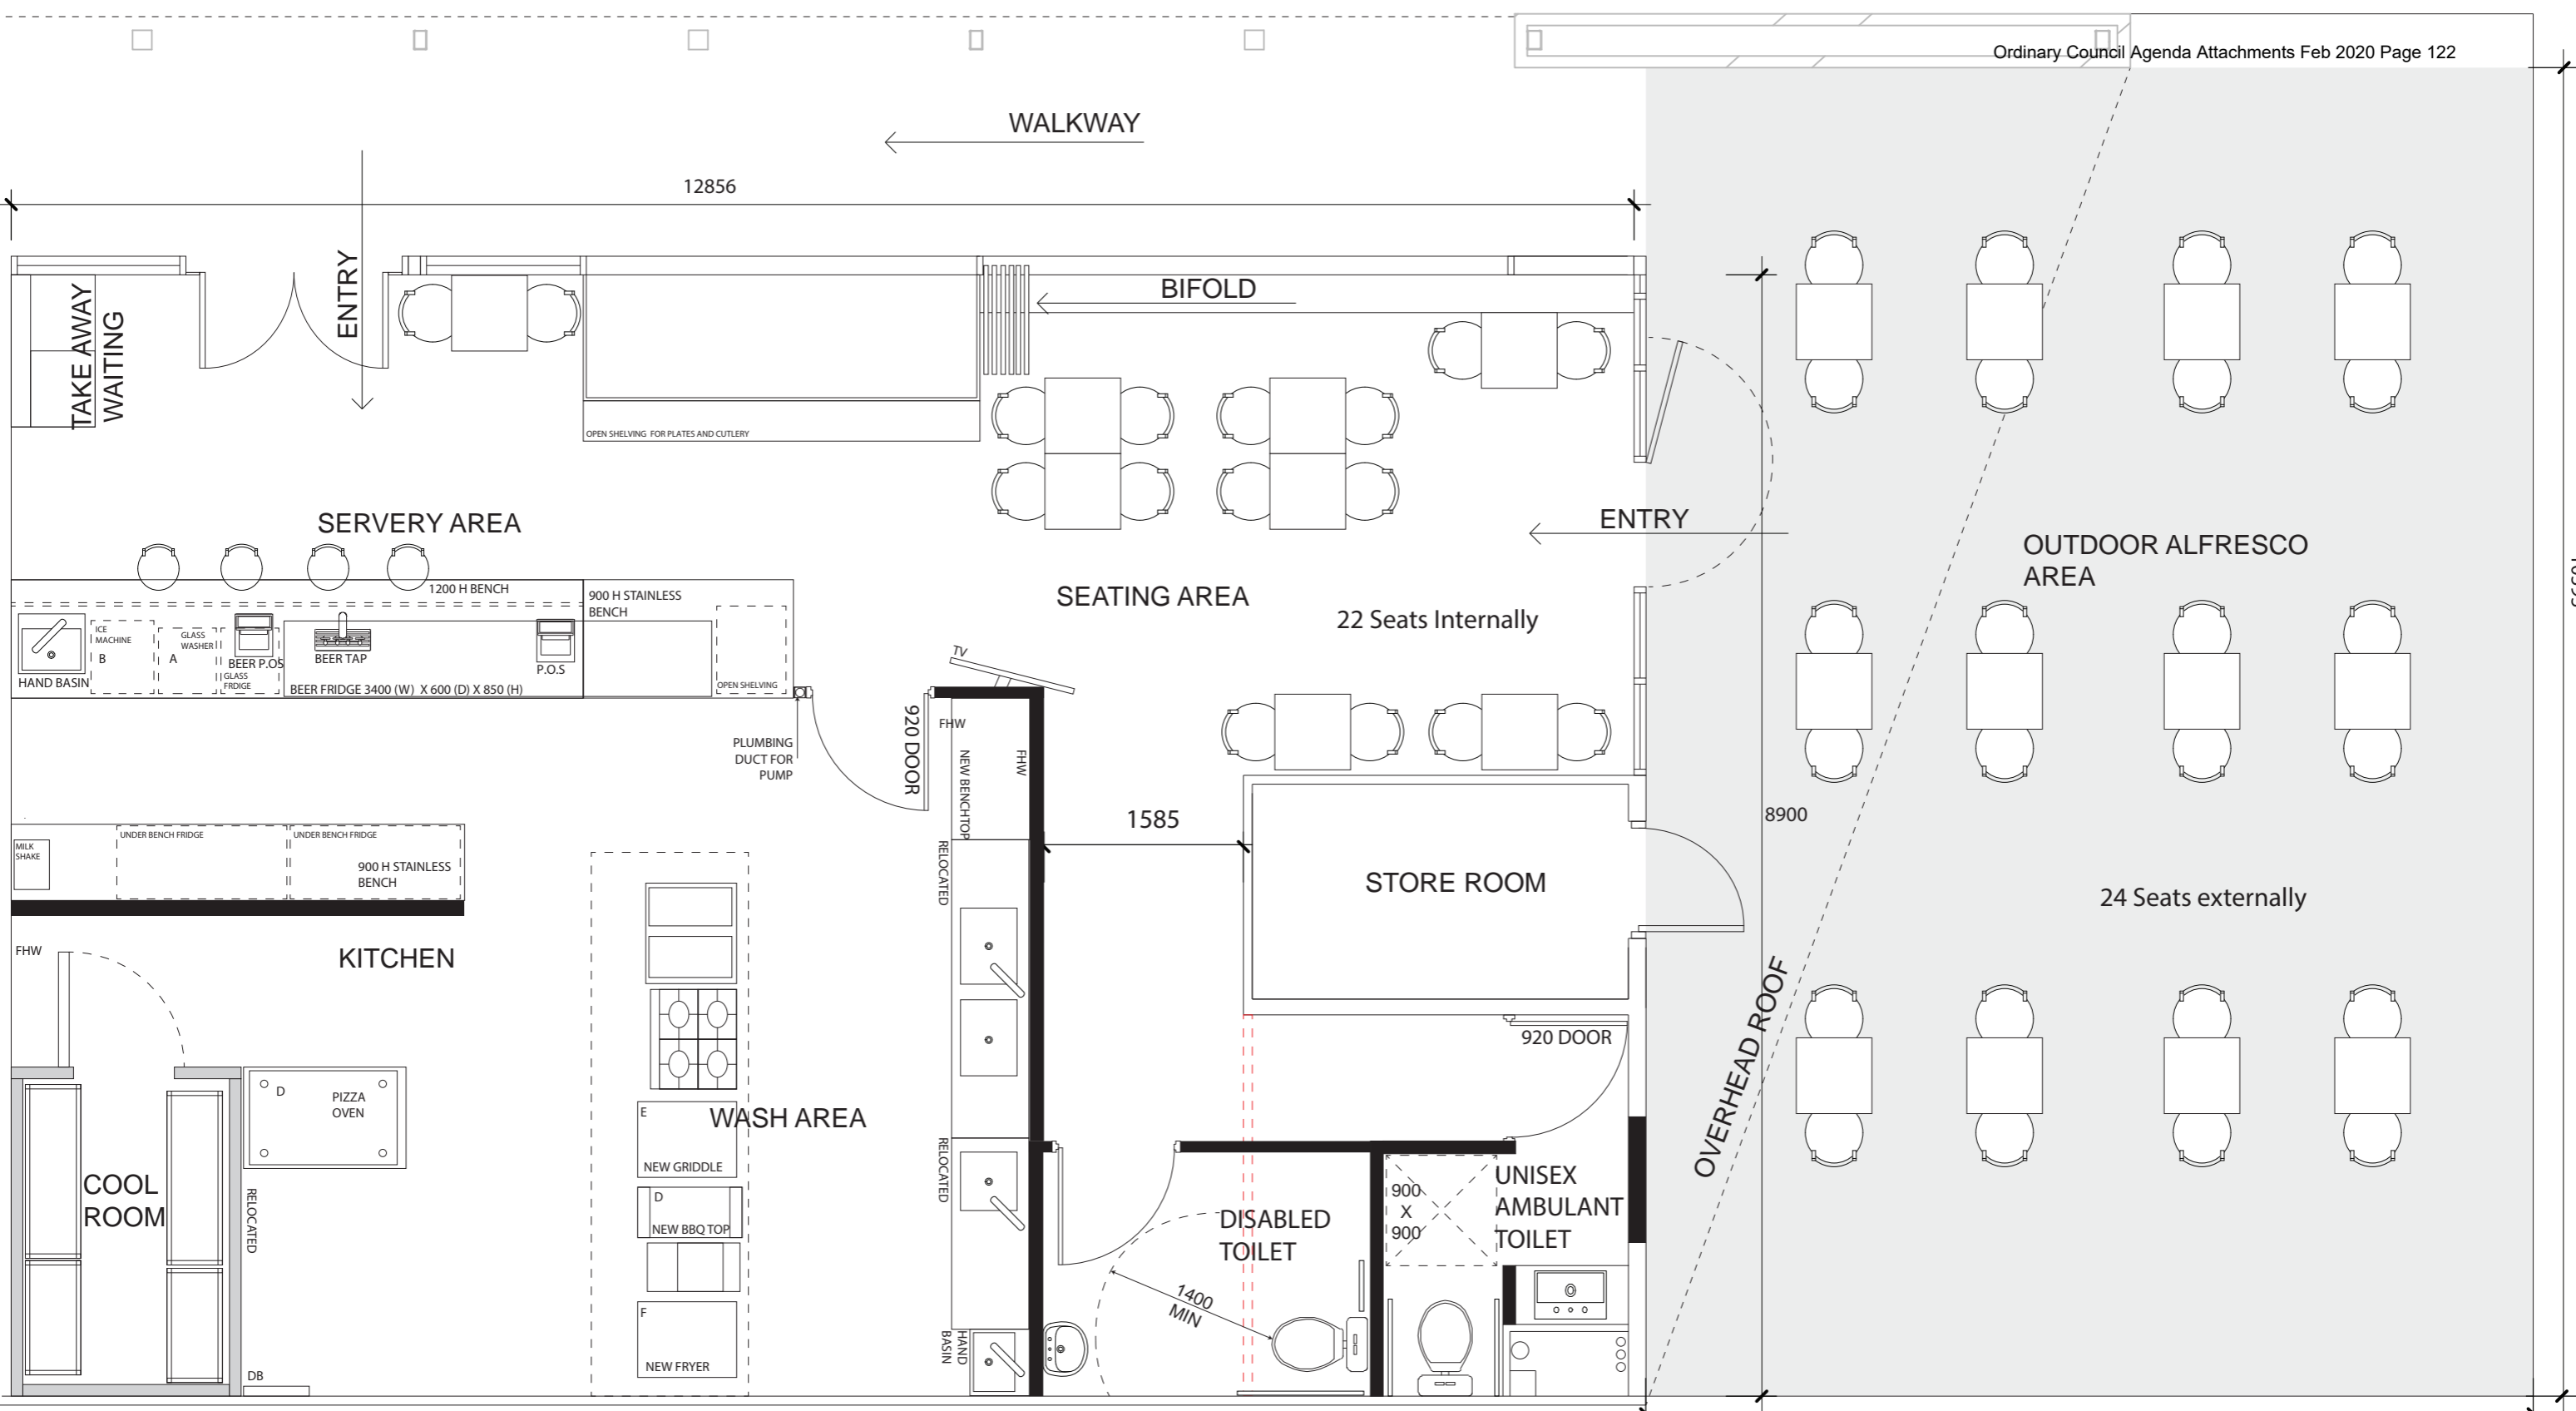 Ordinary Council Agenda Attachments Feb 2020 Page 122
WALKWAY
12856
ENTRY
TAKE AWAY
WAITING
BIFOLD
OPEN SHELVING FOR PLATES AND CUTLERY
SERVERY AREA
ENTRY
OUTDOOR ALFRESCO
AREA
1200 H BENCH
900 H STAINLESS
BENCH
SEATING AREA
22 Seats Internally
ICE
MACHINE
B
GLASS
WASHER
A
BEER P.OS
GLASS
FRDIGE
BEER TAP
P.O.S
HAND BASIN
BEER FRIDGE 3400 (W) X 600 (D) X 850 (H)
OPEN SHELVING
TV
PLUMBING
DUCT FOR
PUMP
920 DOOR
FHW
FHW
NEW BENCHTOP
1585
8900
MILK
SHAKE
UNDER BENCH FRIDGE
UNDER BENCH FRIDGE
900 H STAINLESS
BENCH
RELOCATED
STORE ROOM
24 Seats externally
FHW
KITCHEN
OVERHEAD ROOF
920 DOOR
D
PIZZA
OVEN
E
WASH AREA
NEW GRIDDLE
RELOCATED
COOL
ROOM
RELOCATED
D
NEW BBQ TOP
DISABLED
TOILET
900
X
900
UNISEX
AMBULANT
TOILET
1400
MIN
F
NEW FRYER
HAND
BASIN
DB